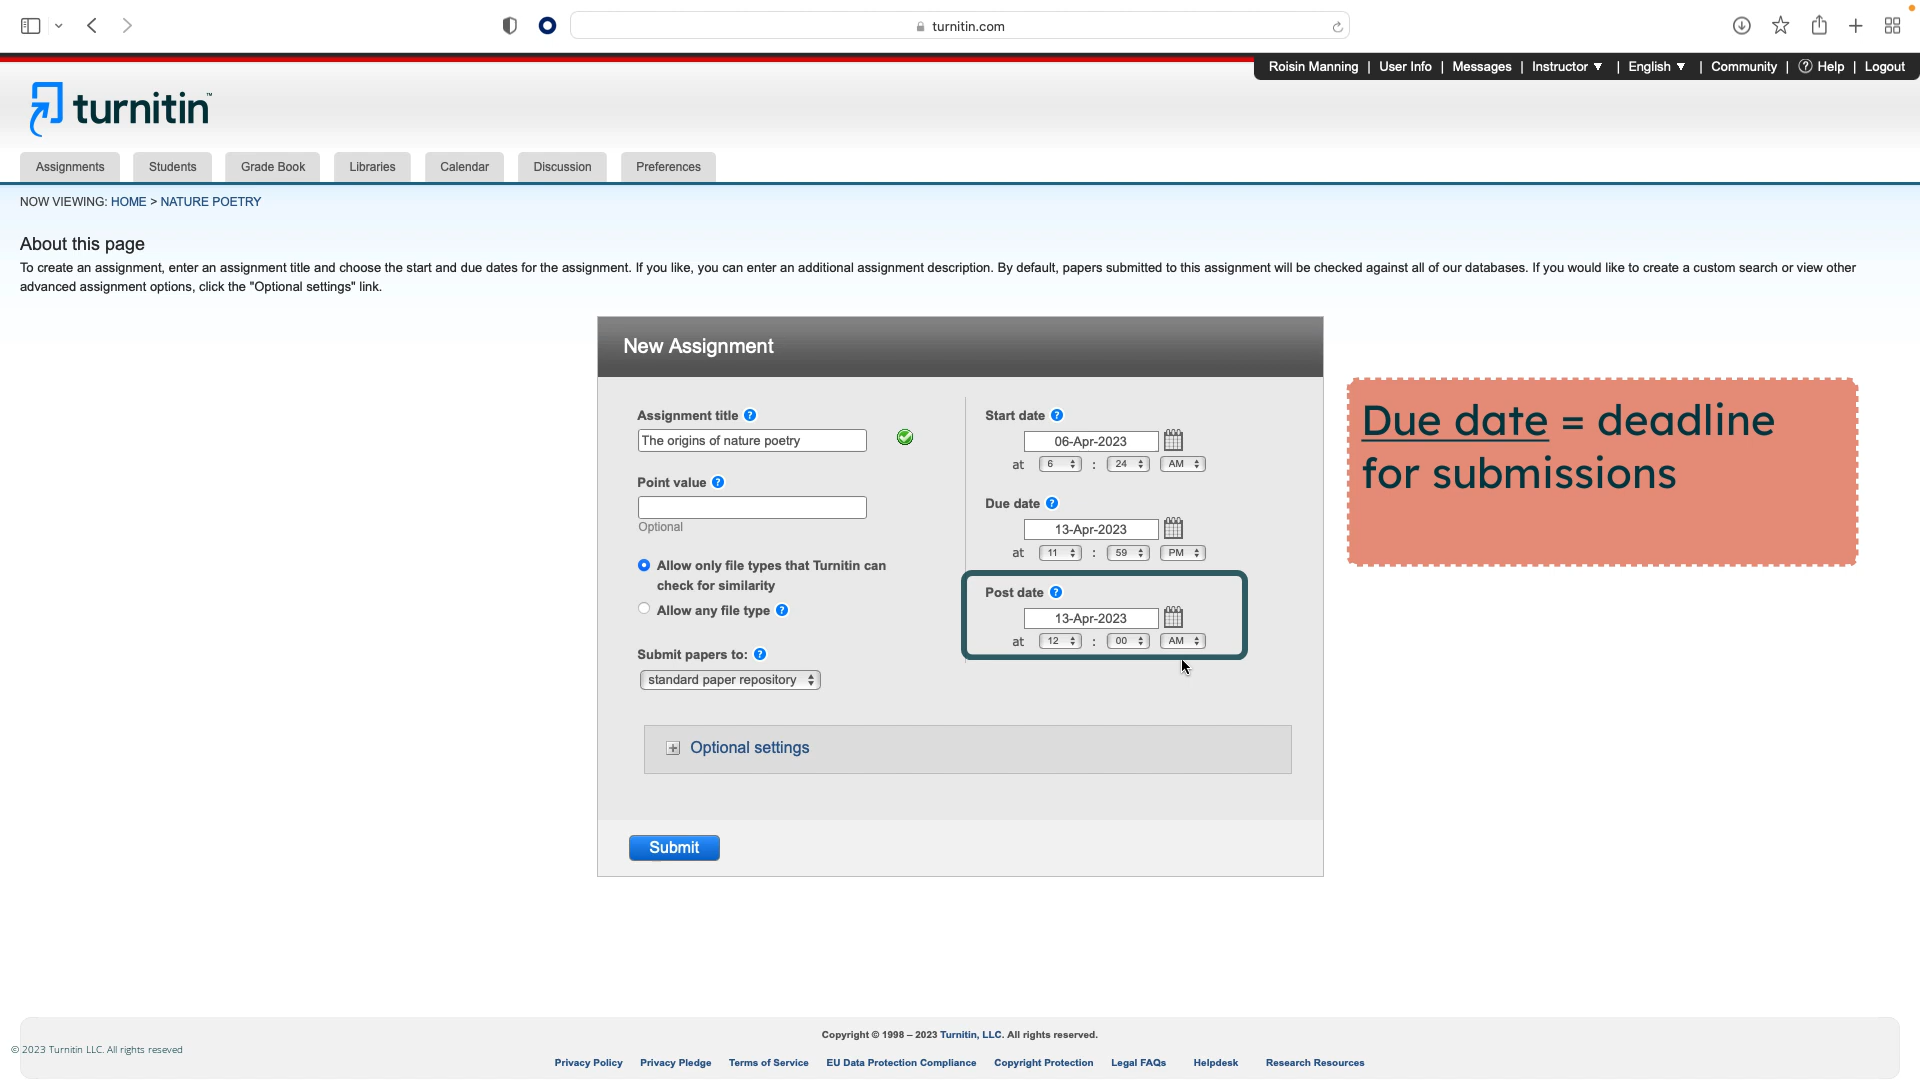 turnitin.com
Roisin Manning | User Info | Messages | Instructor ▼ | English ▼ | Community | ? Help | Logout
turnitin™
Assignments Students Grade Book Libraries Calendar Discussion Preferences
NOW VIEWING: HOME > NATURE POETRY
About this page
To create an assignment, enter an assignment title and choose the start and due dates for the assignment. If you like, you can enter an additional assignment description. By default, papers submitted to this assignment will be checked against all of our databases. If you would like to create a custom search or view other
advanced assignment options, click the "Optional settings" link.
New Assignment
Assignment title ?
The origins of nature poetry
Point value ?
Optional
Allow only file types that Turnitin can
check for similarity
Allow any file type ?
Submit papers to: ?
standard paper repository
Start date ?
06-Apr-2023
at 6 : 24 AM
Due date ?
13-Apr-2023
at 11 : 59 PM
Post date ?
13-Apr-2023
at 12 : 00 AM
Optional settings
Submit
Due date = deadline
for submissions
Copyright © 1998 – 2023 Turnitin, LLC. All rights reserved.
© 2023 Turnitin LLC. All rights reseved
Privacy Policy Privacy Pledge Terms of Service EU Data Protection Compliance Copyright Protection Legal FAQs Helpdesk Research Resources